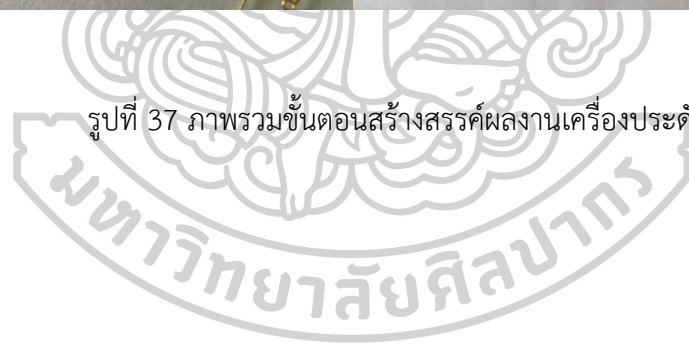 รูปที่ 37 ภาพรวมขั้นตอนสร้างสรรค์ผลงานเครื่องประดั
มหาวิทยาลัยศิลปากร